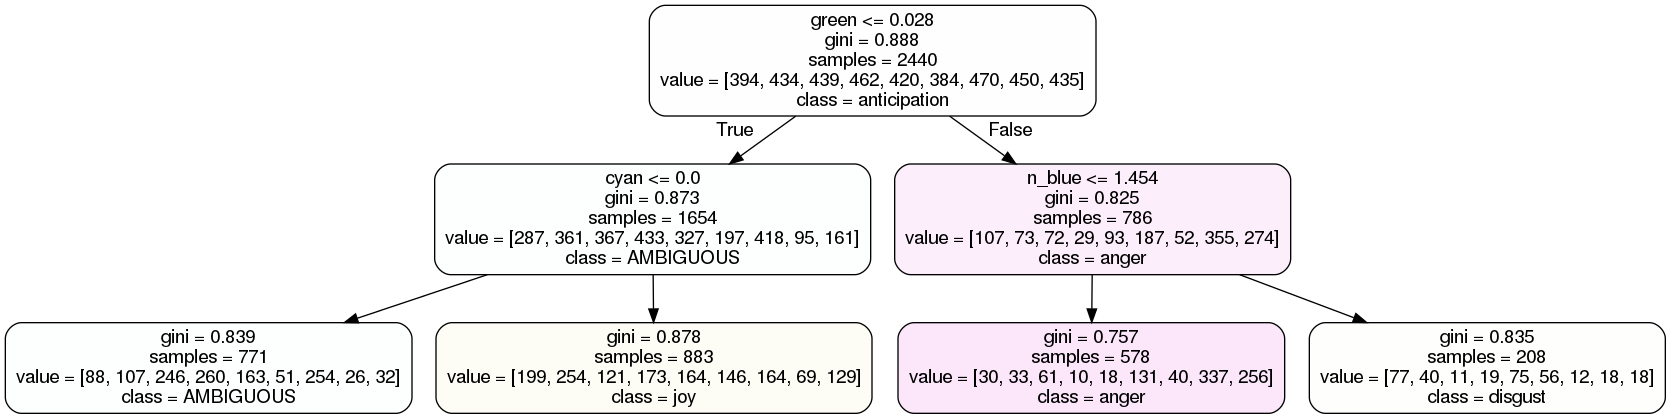 green <= 0.028
gini = 0.888
samples = 2440
value = [394, 434, 439, 462, 420, 384, 470, 450, 435]
class = anticipation
True
False
cyan <= 0.0
gini = 0.873
samples = 1654
value = [287, 361, 367, 433, 327, 197, 418, 95, 161]
class = AMBIGUOUS
n_blue <= 1.454
gini = 0.825
samples = 786
value = [107, 73, 72, 29, 93, 187, 52, 355, 274]
class = anger
gini = 0.839
samples = 771
value = [88, 107, 246, 260, 163, 51, 254, 26, 32]
class = AMBIGUOUS
gini = 0.878
samples = 883
value = [199, 254, 121, 173, 164, 146, 164, 69, 129]
class = joy
gini = 0.757
samples = 578
value = [30, 33, 61, 10, 18, 131, 40, 337, 256]
class = anger
gini = 0.835
samples = 208
value = [77, 40, 11, 19, 75, 56, 12, 18, 18]
class = disgust